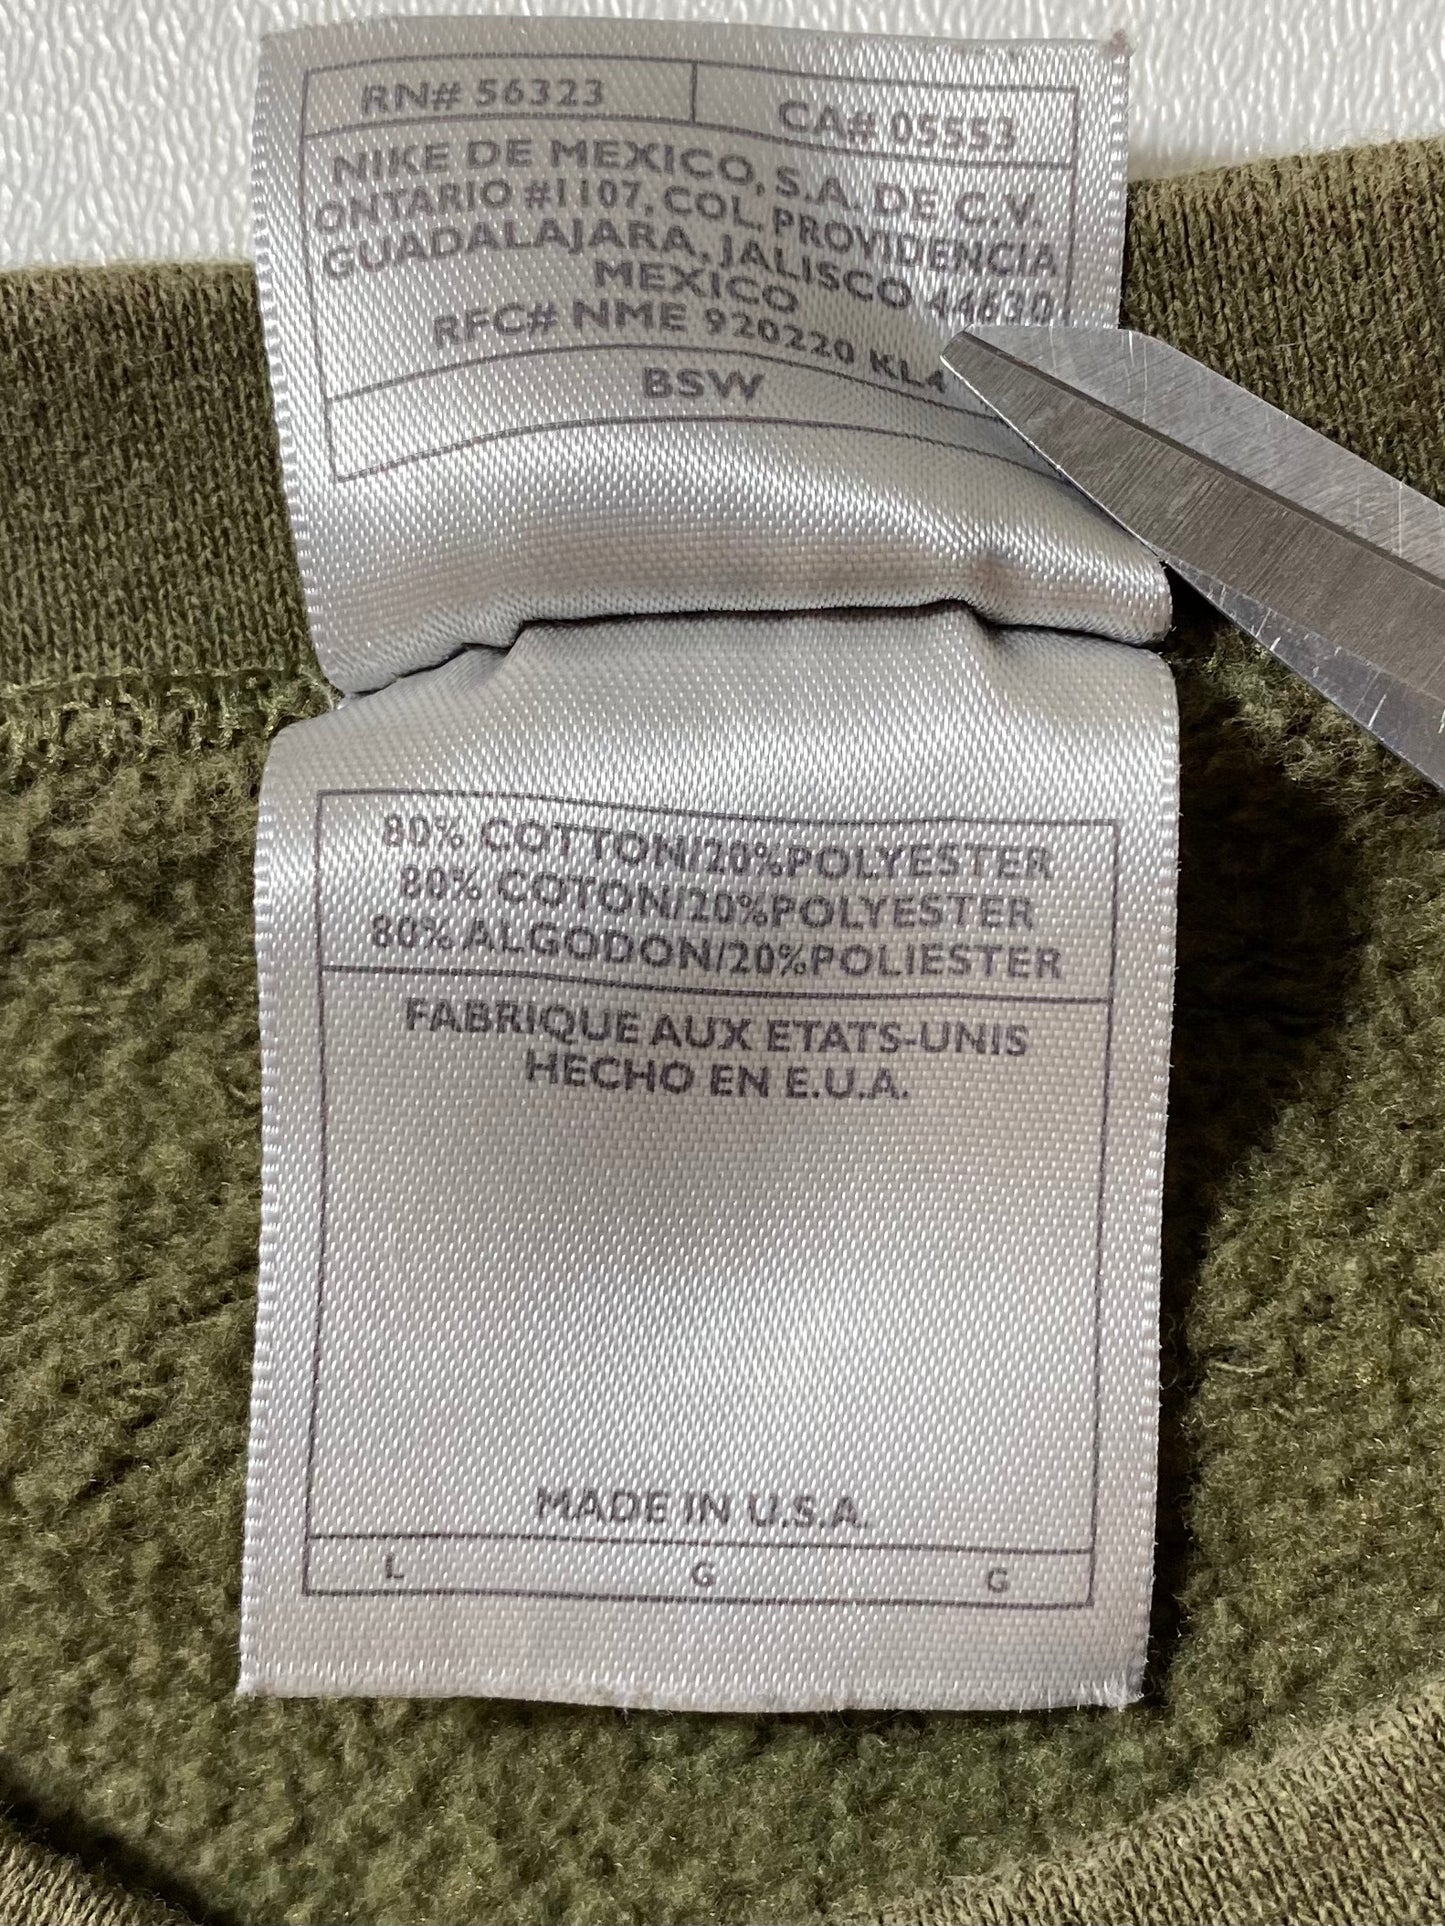 RN# 56323
CA# 05553
NIKE DE MEXICO, S.A. DE C.V.
ONTARIO #1107, COL. PROVIDENCIA
GUADALAJARA, JALISCO 44630
MEXICO
RFC# NME 920220 KL4
BSW
80% COTTON/20%POLYESTER
80% COTON/20%POLYESTER
80% ALGODON/20%POLIESTER
FABRIQUE AUX ETATS-UNIS
HECHO EN E.U.A.
MADE IN U.S.A.
L G G